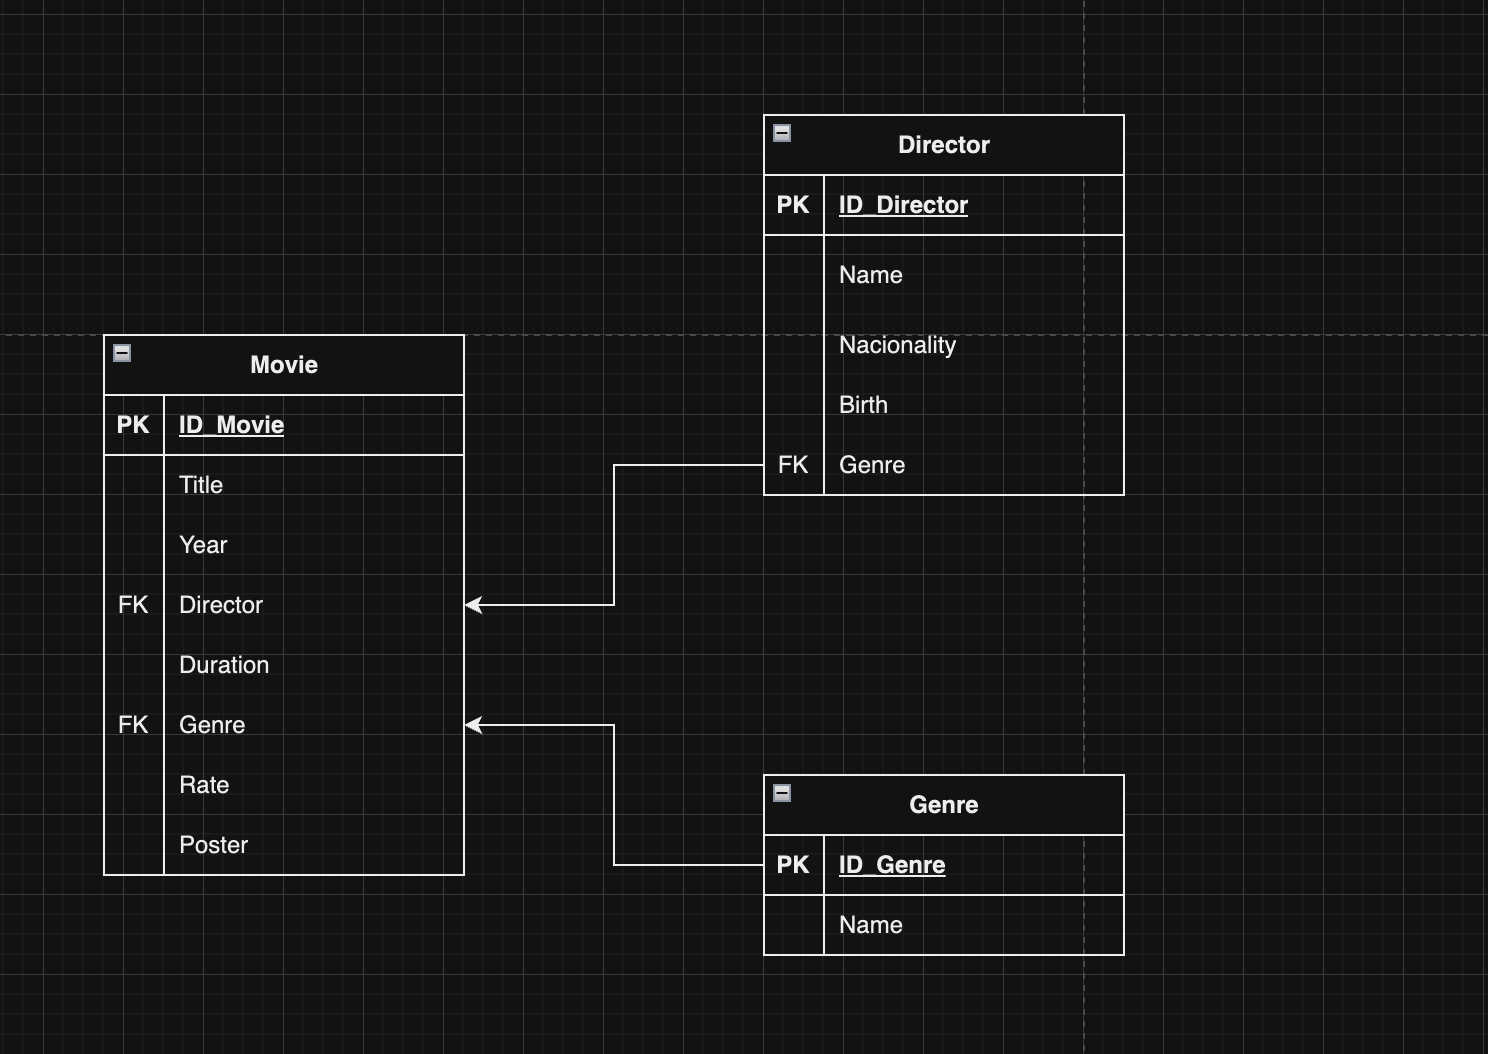 Movie
PK ID_Movie
Title
Year
FK Director
Duration
FK Genre
Rate
Poster
Director
PK ID_Director
Name
Nacionality
Birth
FK Genre
Genre
PK ID_Genre
Name